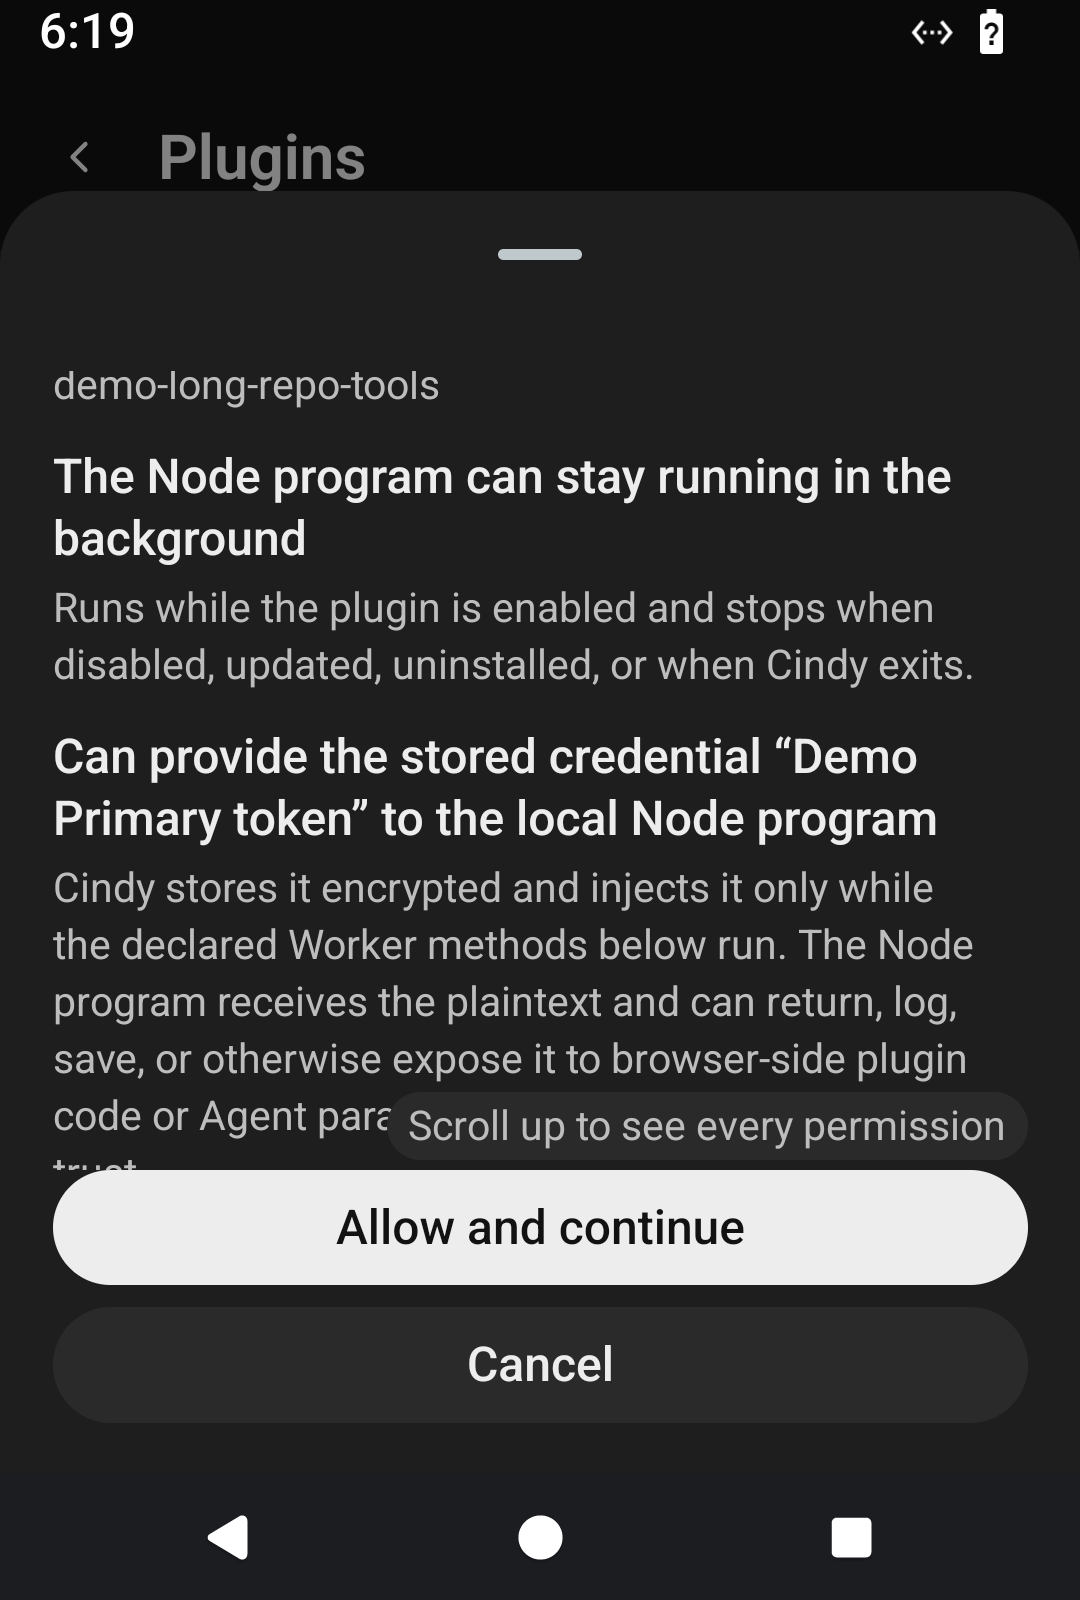 6:19
Plugins
demo-long-repo-tools
The Node program can stay running in the
background
Runs while the plugin is enabled and stops when
disabled, updated, uninstalled, or when Cindy exits.
Can provide the stored credential “Demo
Primary token” to the local Node program
Cindy stores it encrypted and injects it only while
the declared Worker methods below run. The Node
program receives the plaintext and can return, log,
save, or otherwise expose it to browser-side plugin
code or Agent para
Scroll up to see every permission
trust
Allow and continue
Cancel